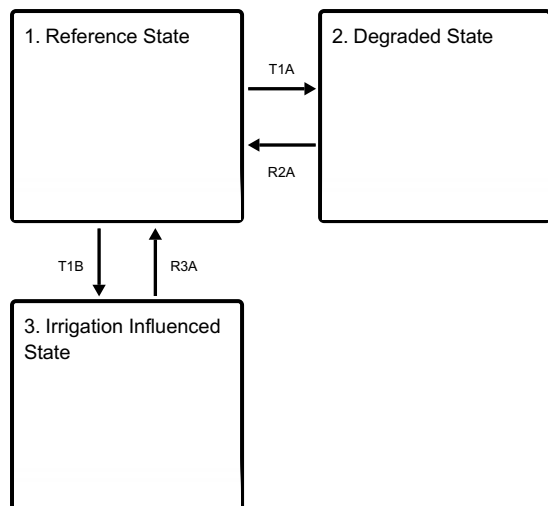 1. Reference State
2. Degraded State
T1A
R2A
T1B
R3A
3. Irrigation Influenced
State